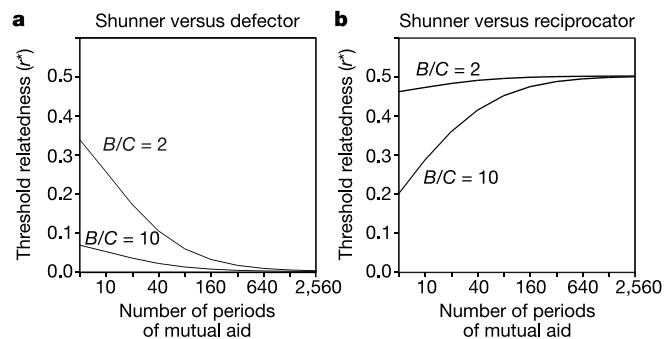 a Shunner versus defector
Threshold relatedness (r*)
0.5
0.4
0.3
0.2
0.1
0.0
B/C = 2
B/C = 10
10 40 160 640 2,560
Number of periods
of mutual aid
b Shunner versus reciprocator
Threshold relatedness (r*)
0.5
0.4
0.3
0.2
0.1
0.0
B/C = 2
B/C = 10
10 40 160 640 2,560
Number of periods
of mutual aid